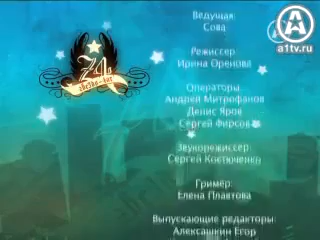 Ведущая:
Сова
Режиссер:
Ирина Оренова
Операторы:
Андрей Митрофанов
Денис Яров
Сергей Фирсов
Звукорежиссер:
Сергей Костюченко
Гример:
Елена Плавтова
Выпускающие редакторы:
Алексашкин Егор
A
a1tv.ru